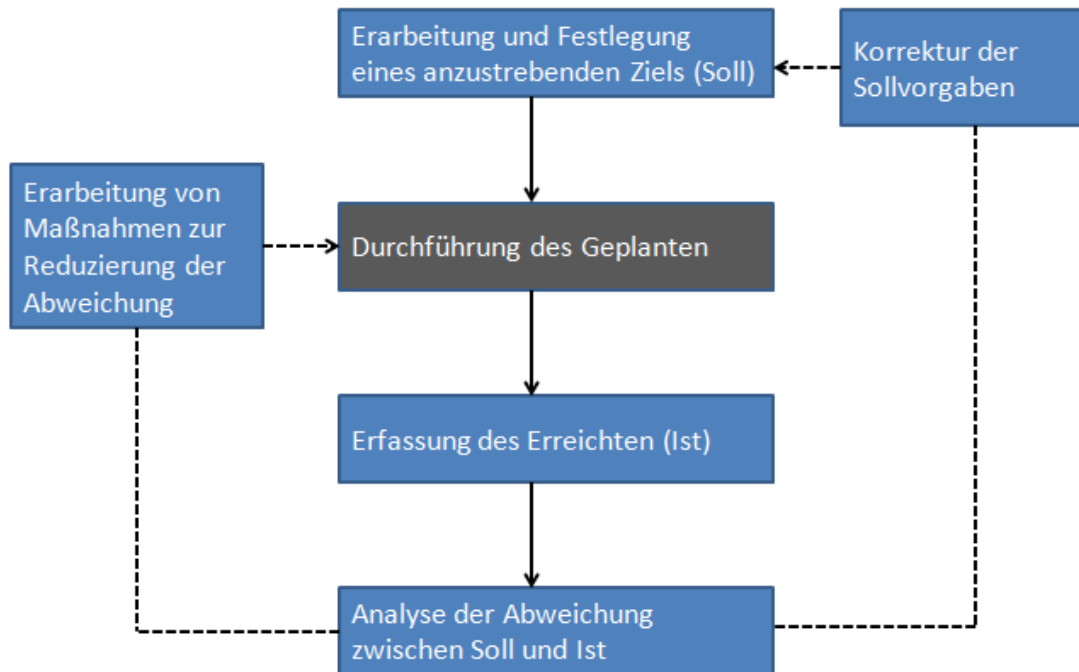 Erarbeitung und Festlegung
eines anzustrebenden Ziels (Soll)
Korrektur der
Sollvorgaben
Erarbeitung von
Maßnahmen zur
Reduzierung der
Abweichung
Durchführung des Geplanten
Erfassung des Erreichten (Ist)
Analyse der Abweichung
zwischen Soll und Ist